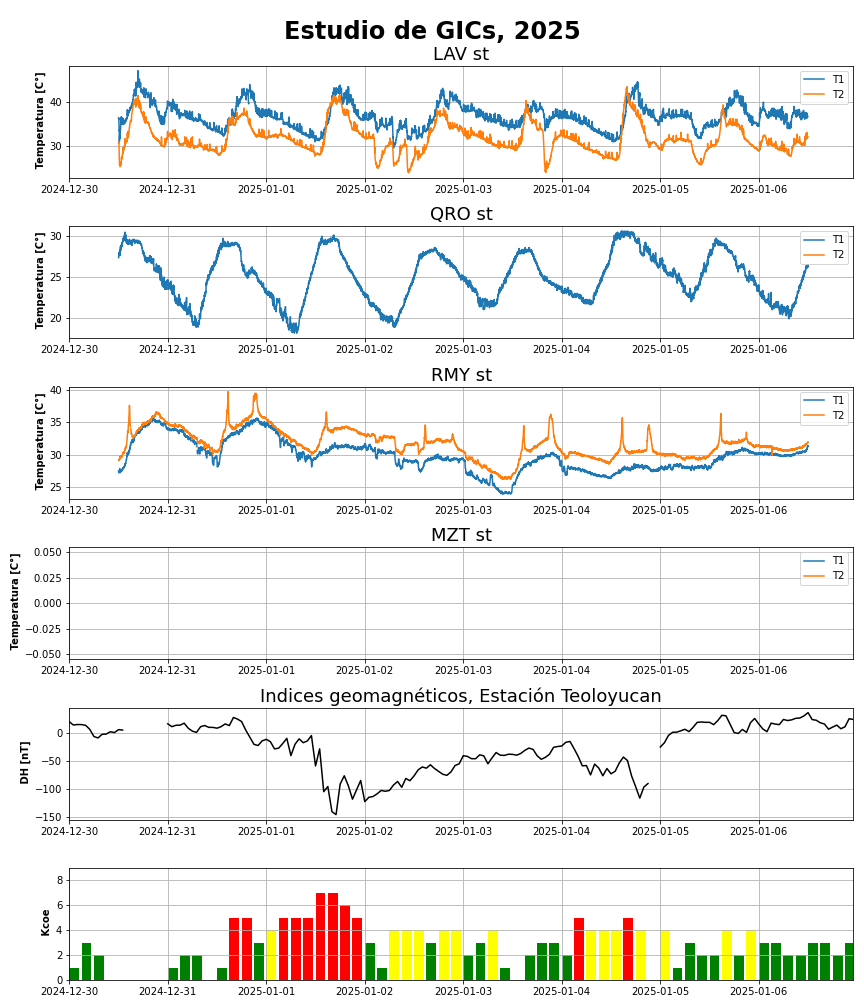 Estudio de GICs, 2025
LAV st
Temperatura [C°]
40
30
T1
T2
2024-12-30 2024-12-31 2025-01-01 2025-01-02 2025-01-03 2025-01-04 2025-01-05 2025-01-06
QRO st
Temperatura [C°]
30
25
20
T1
T2
2024-12-30 2024-12-31 2025-01-01 2025-01-02 2025-01-03 2025-01-04 2025-01-05 2025-01-06
RMY st
Temperatura [C°]
40
35
30
25
T1
T2
2024-12-30 2024-12-31 2025-01-01 2025-01-02 2025-01-03 2025-01-04 2025-01-05 2025-01-06
MZT st
Temperatura [C°]
0.050
0.025
0.000
−0.025
−0.050
T1
T2
2024-12-30 2024-12-31 2025-01-01 2025-01-02 2025-01-03 2025-01-04 2025-01-05 2025-01-06
Indices geomagnéticos, Estación Teoloyucan
DH [nT]
0
−50
−100
−150
2024-12-30 2024-12-31 2025-01-01 2025-01-02 2025-01-03 2025-01-04 2025-01-05 2025-01-06
Kcoe
8
6
4
2
0
2024-12-30 2024-12-31 2025-01-01 2025-01-02 2025-01-03 2025-01-04 2025-01-05 2025-01-06